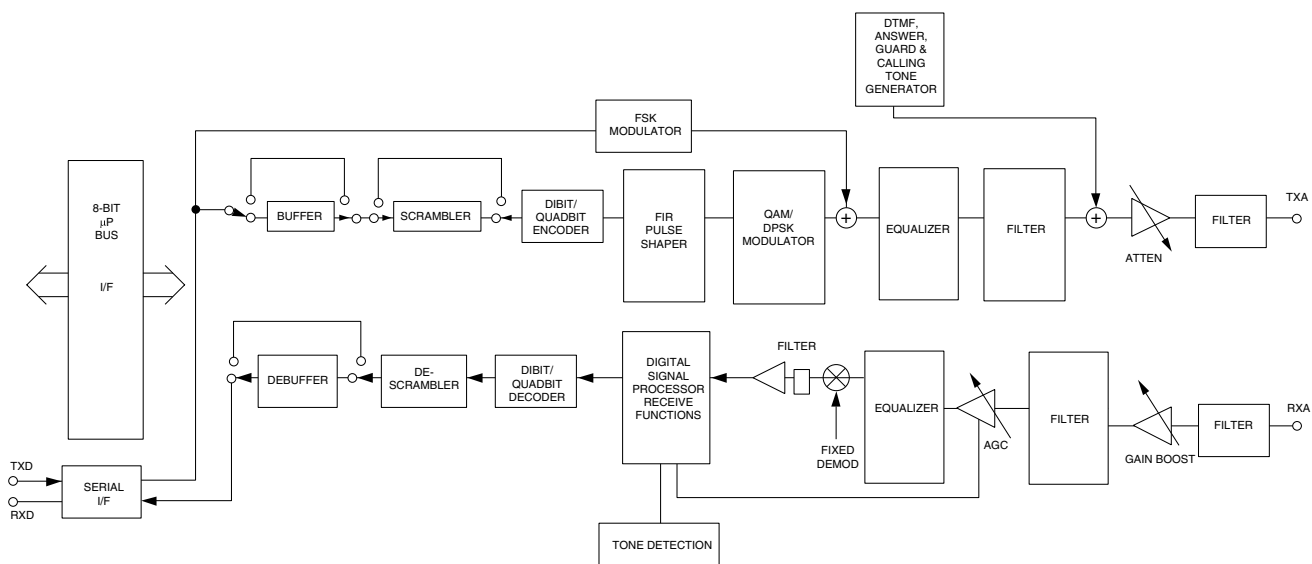 DTMF,
ANSWER,
GUARD &
CALLING
TONE
GENERATOR
FSK
MODULATOR
8-BIT
µP
BUS
I/F
BUFFER
SCRAMBLER
DIBIT/
QUADBIT
ENCODER
FIR
PULSE
SHAPER
QAM/
DPSK
MODULATOR
+
EQUALIZER
FILTER
+
ATTEN
FILTER
TXA
DEBUFFER
DE-
SCRAMBLER
DIBIT/
QUADBIT
DECODER
DIGITAL
SIGNAL
PROCESSOR
RECEIVE
FUNCTIONS
FILTER
FIXED
DEMOD
EQUALIZER
AGC
FILTER
GAIN BOOST
FILTER
RXA
TXD
RXD
SERIAL
I/F
TONE DETECTION